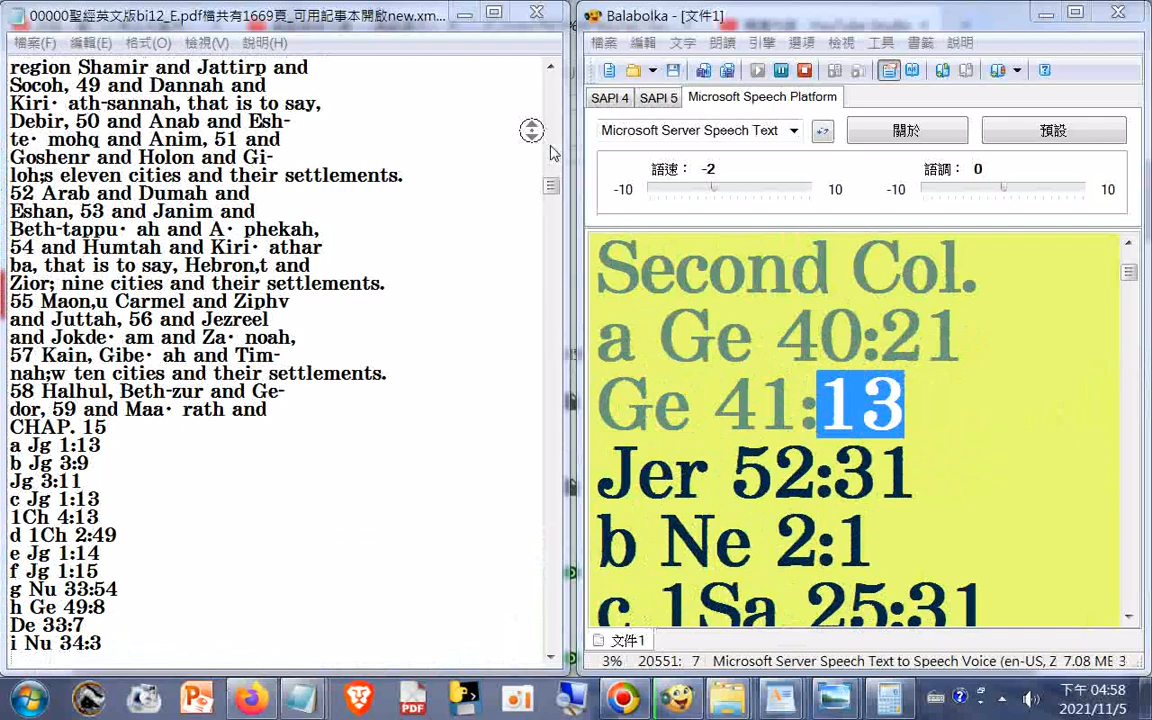 00000聖經英文版bi12_E.pdf檔共有1669頁_可用記事本開啟new.xm...
檔案(F) 編輯(E) 格式(O) 檢視(V) 說明(H)
region Shamir and Jattirp and
Socoh, 49 and Dannah and
Kiri· ath-sannah, that is to say,
Debir, 50 and Anab and Esh-
te· mohq and Anim, 51 and
Goshenr and Holon and Gi-
loh;s eleven cities and their settlements.
52 Arab and Dumah and
Eshan, 53 and Janim and
Beth-tappu· ah and A· phekah,
54 and Humtah and Kiri· athar
ba, that is to say, Hebron,t and
Zior; nine cities and their settlements.
55 Maon,u Carmel and Ziphv
and Juttah, 56 and Jezreel
and Jokde· am and Za· noah,
57 Kain, Gibe· ah and Tim-
nah;w ten cities and their settlements.
58 Halhul, Beth-zur and Ge-
dor, 59 and Maa· rath and
CHAP. 15
a Jg 1:13
b Jg 3:9
Jg 3:11
c Jg 1:13
1Ch 4:13
d 1Ch 2:49
e Jg 1:14
f Jg 1:15
g Nu 33:54
h Ge 49:8
De 33:7
i Nu 34:3
Balabolka - [文件1]
檔案 編輯 文字 朗讀 引擎 選項 檢視 工具 書籤 說明
SAPI 4 SAPI 5 Microsoft Speech Platform
Microsoft Server Speech Text 關於 預設
語速： -2 語調： 0
-10 10 -10 10
Second Col.
a Ge 40:21
Ge 41:13
Jer 52:31
b Ne 2:1
c 1Sa 25:31
文件1
3% 20551: 7 Microsoft Server Speech Text to Speech Voice (en-US, Z 7.08 ME 3
PDF
下午 04:58
2021/11/5